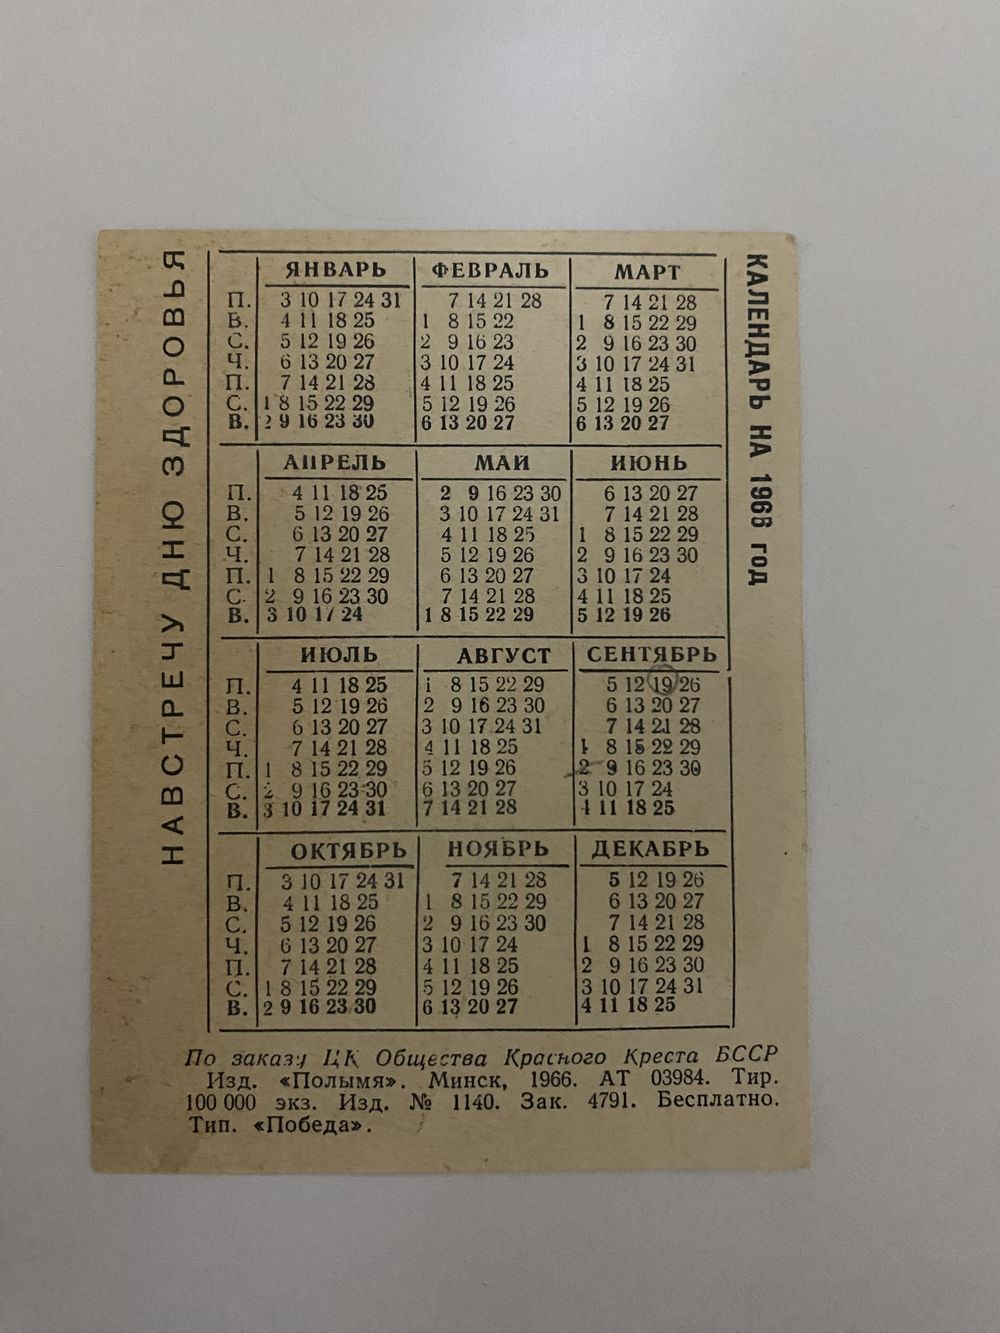 НАВСТРЕЧУ ДНЮ ЗДОРОВЬЯ
КАЛЕНДАРЬ НА 1966 год
ЯНВАРЬ ФЕВРАЛЬ МАРТ
П. 3 10 17 24 31 7 14 21 28 7 14 21 28
В. 4 11 18 25 1 8 15 22 1 8 15 22 29
С. 5 12 19 26 2 9 16 23 2 9 16 23 30
Ч. 6 13 20 27 3 10 17 24 3 10 17 24 31
П. 7 14 21 28 4 11 18 25 4 11 18 25
С. 1 8 15 22 29 5 12 19 26 5 12 19 26
В. 2 9 16 23 30 6 13 20 27 6 13 20 27
АПРЕЛЬ МАЙ ИЮНЬ
П. 4 11 18 25 2 9 16 23 30 6 13 20 27
В. 5 12 19 26 3 10 17 24 31 7 14 21 28
С. 6 13 20 27 4 11 18 25 1 8 15 22 29
Ч. 7 14 21 28 5 12 19 26 2 9 16 23 30
П. 1 8 15 22 29 6 13 20 27 3 10 17 24
С. 2 9 16 23 30 7 14 21 28 4 11 18 25
В. 3 10 17 24 1 8 15 22 29 5 12 19 26
ИЮЛЬ АВГУСТ СЕНТЯБРЬ
П. 4 11 18 25 1 8 15 22 29 5 12 19 26
В. 5 12 19 26 2 9 16 23 30 6 13 20 27
С. 6 13 20 27 3 10 17 24 31 7 14 21 28
Ч. 7 14 21 28 4 11 18 25 1 8 15 22 29
П. 1 8 15 22 29 5 12 19 26 2 9 16 23 30
С. 2 9 16 23 30 6 13 20 27 3 10 17 24
В. 3 10 17 24 31 7 14 21 28 4 11 18 25
ОКТЯБРЬ НОЯБРЬ ДЕКАБРЬ
П. 3 10 17 24 31 7 14 21 28 5 12 19 26
В. 4 11 18 25 1 8 15 22 29 6 13 20 27
С. 5 12 19 26 2 9 16 23 30 7 14 21 28
Ч. 6 13 20 27 3 10 17 24 1 8 15 22 29
П. 7 14 21 28 4 11 18 25 2 9 16 23 30
С. 1 8 15 22 29 5 12 19 26 3 10 17 24 31
В. 2 9 16 23 30 6 13 20 27 4 11 18 25
По заказу ЦК Общества Красного Креста БССР
Изд. «Полымя». Минск, 1966. АТ 03984. Тир.
100 000 экз. Изд. № 1140. Зак. 4791. Бесплатно.
Тип. «Победа».